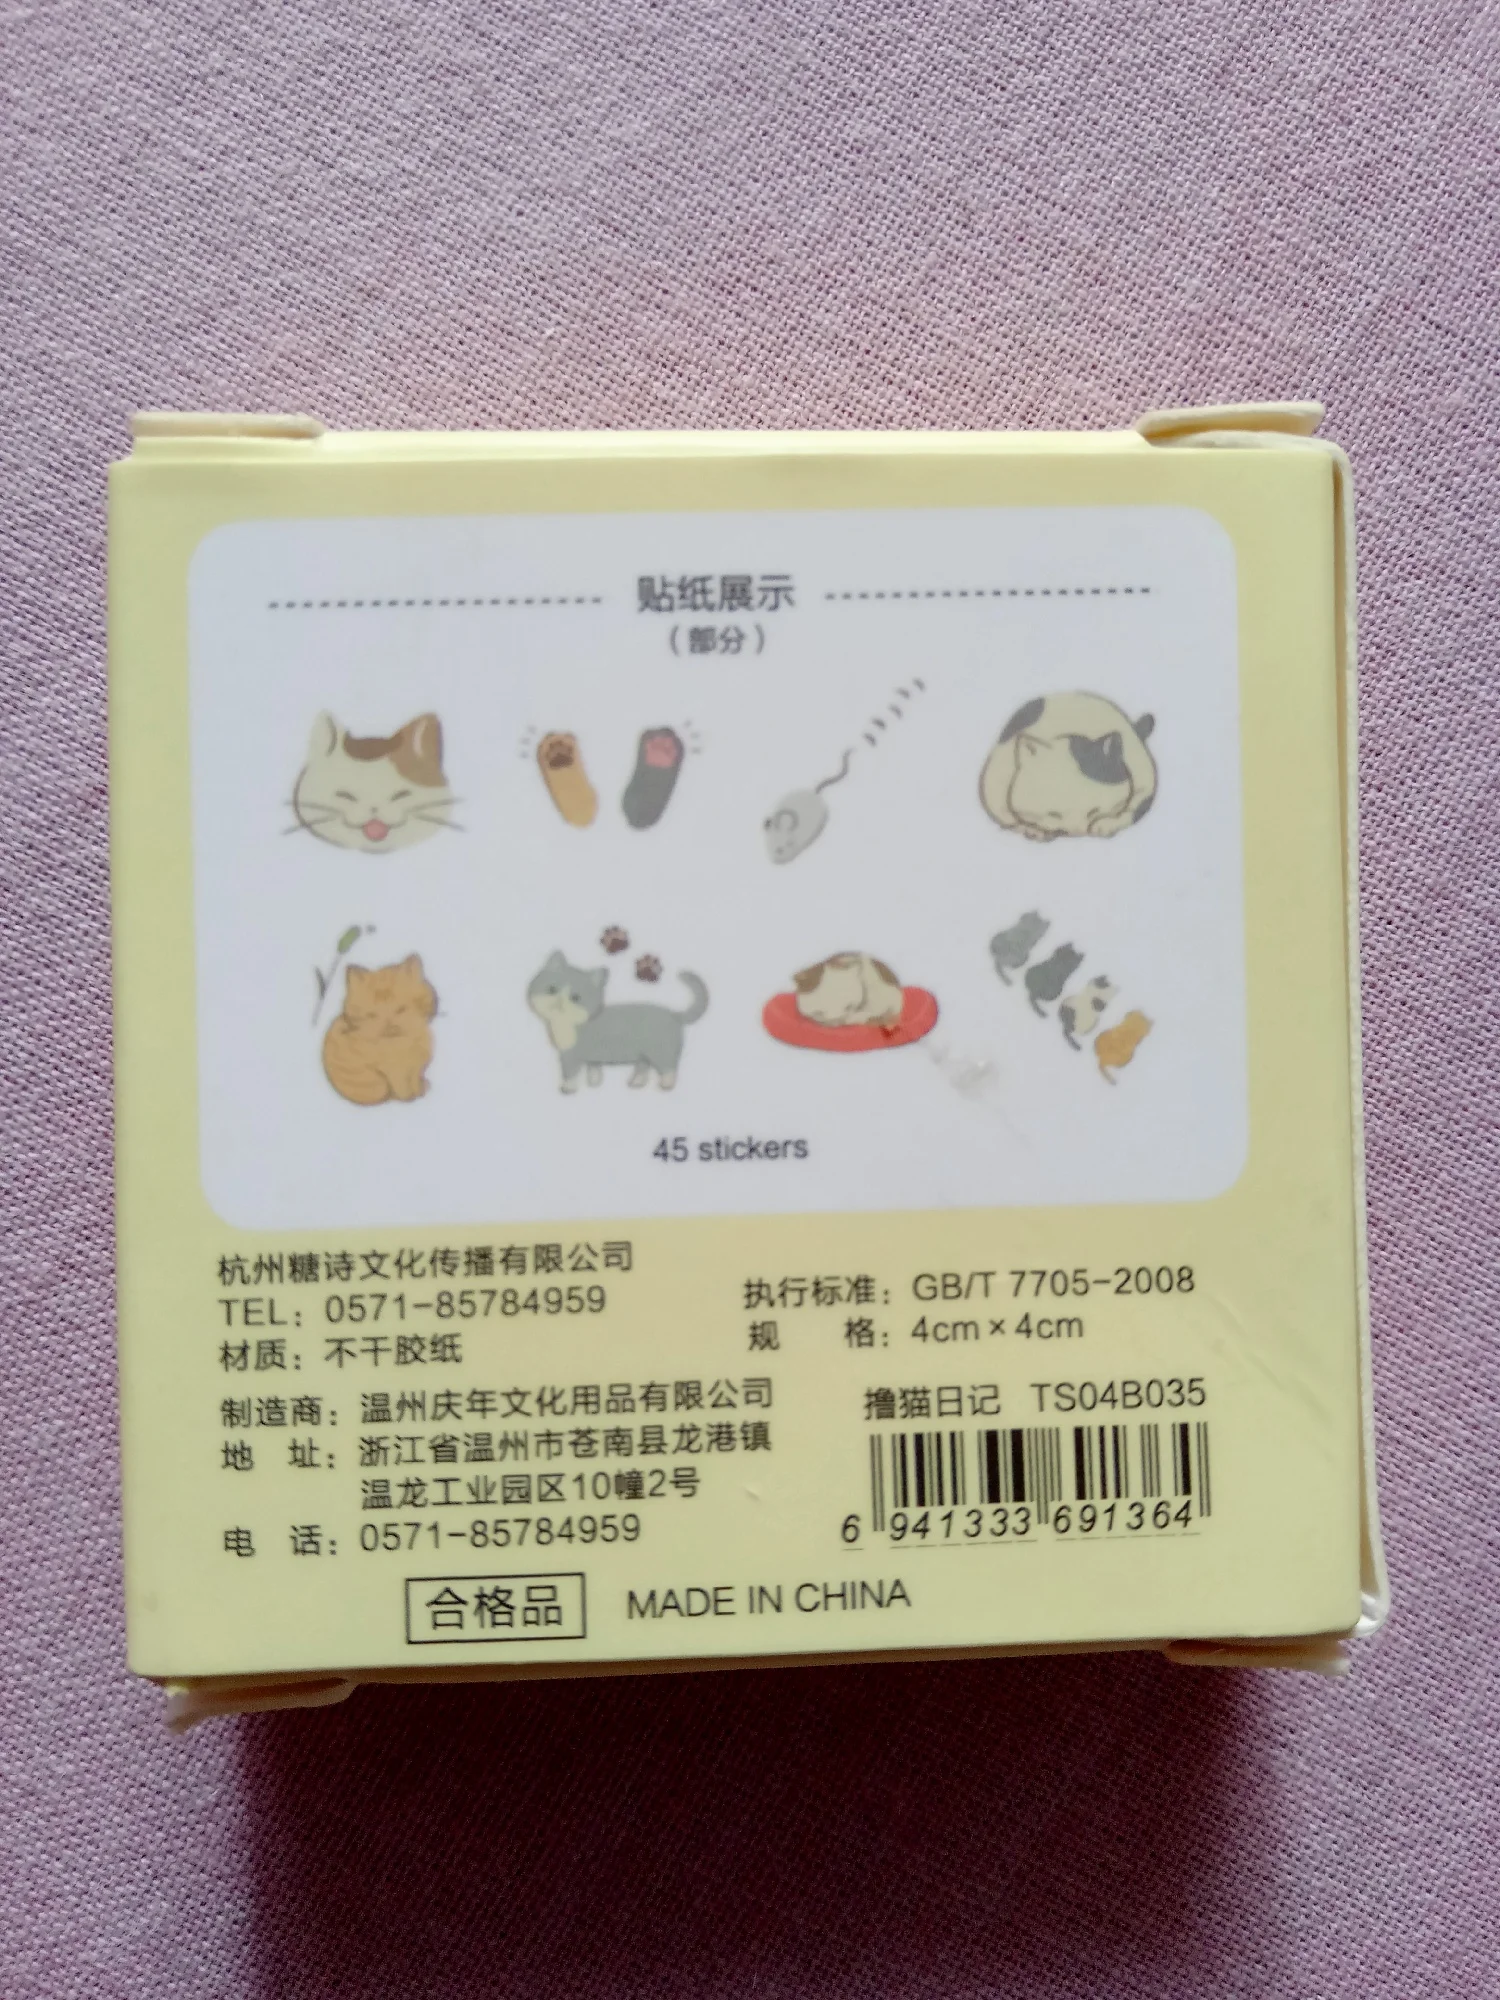 贴纸展示
（部分）
45 stickers
杭州糖诗文化传播有限公司
TEL：0571-85784959
材质：不干胶纸
执行标准：GB/T 7705-2008
规　格：4cm×4cm
制造商：温州庆年文化用品有限公司
地　址：浙江省温州市苍南县龙港镇
温龙工业园区10幢2号
电　话：0571-85784959
撸猫日记 TS04B035
6 941333 691364
合格品 MADE IN CHINA